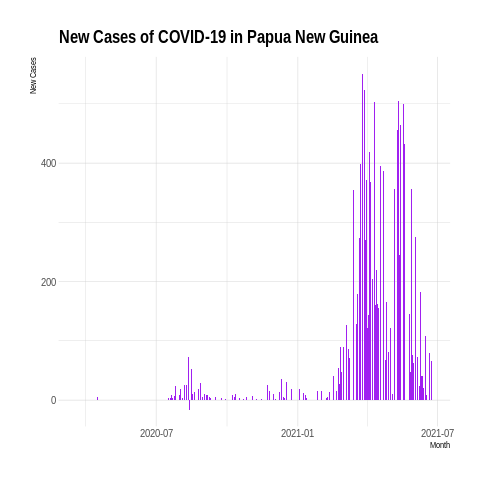 New Cases of COVID-19 in Papua New Guinea
New Cases
400
200
0
2020-07
2021-01
2021-07
Month